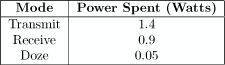 Mode Power Spent (Watts)
Transmit 1.4
Receive 0.9
Doze 0.05